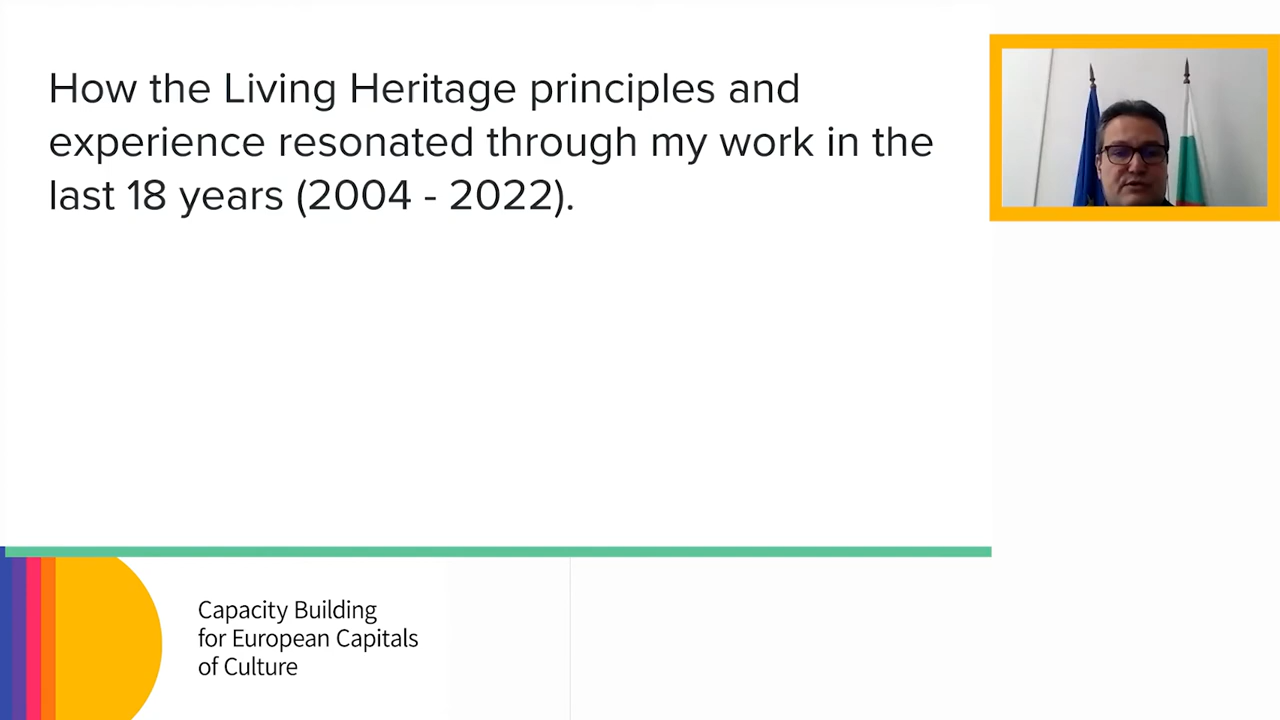 How the Living Heritage principles and
experience resonated through my work in the
last 18 years (2004 - 2022).
Capacity Building
for European Capitals
of Culture